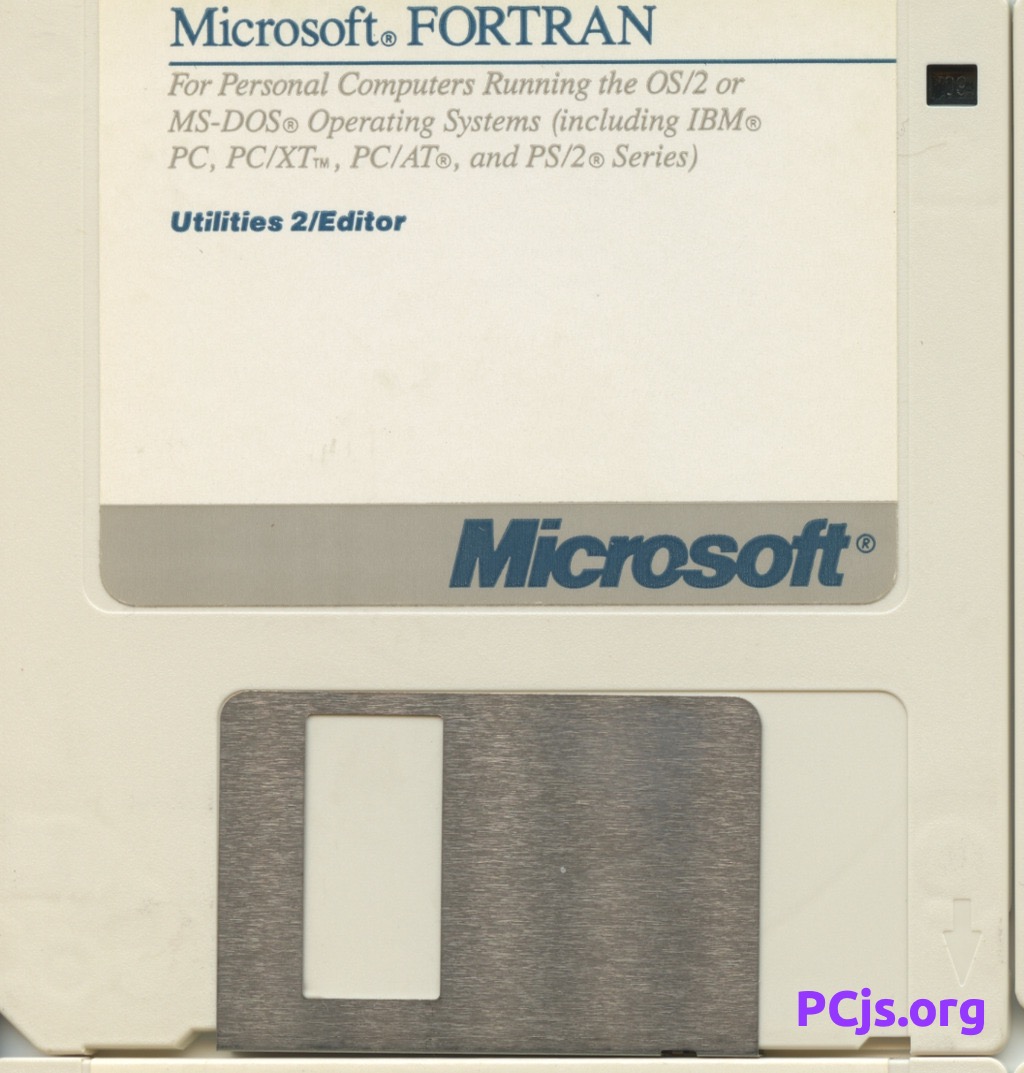 Microsoft® FORTRAN
For Personal Computers Running the OS/2 or
MS-DOS® Operating Systems (including IBM®
PC, PC/XT™, PC/AT®, and PS/2® Series)
Utilities 2/Editor
Microsoft®
PCjs.org